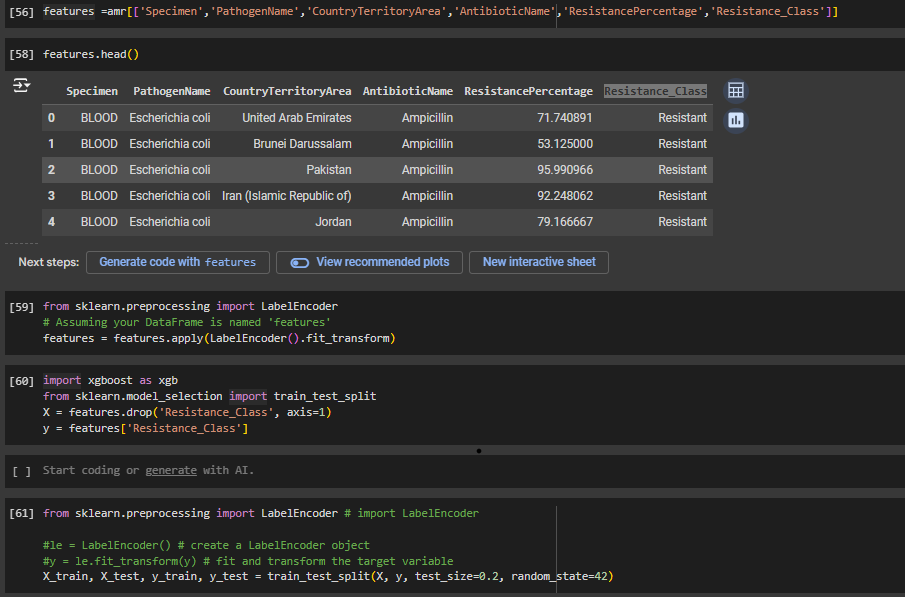 [56] features =amr[['Specimen','PathogenName','CountryTerritoryArea','AntibioticName','ResistancePercentage','Resistance_Class']]
[58] features.head()
Specimen PathogenName CountryTerritoryArea AntibioticName ResistancePercentage Resistance_Class
0 BLOOD Escherichia coli United Arab Emirates Ampicillin 71.740891 Resistant
1 BLOOD Escherichia coli Brunei Darussalam Ampicillin 53.125000 Resistant
2 BLOOD Escherichia coli Pakistan Ampicillin 95.990966 Resistant
3 BLOOD Escherichia coli Iran (Islamic Republic of) Ampicillin 92.248062 Resistant
4 BLOOD Escherichia coli Jordan Ampicillin 79.166667 Resistant
Next steps: Generate code with features View recommended plots New interactive sheet
[59] from sklearn.preprocessing import LabelEncoder
# Assuming your DataFrame is named 'features'
features = features.apply(LabelEncoder().fit_transform)
[60] import xgboost as xgb
from sklearn.model_selection import train_test_split
X = features.drop('Resistance_Class', axis=1)
y = features['Resistance_Class']
[ ] Start coding or generate with AI.
[61] from sklearn.preprocessing import LabelEncoder # import LabelEncoder
#le = LabelEncoder() # create a LabelEncoder object
#y = le.fit_transform(y) # fit and transform the target variable
X_train, X_test, y_train, y_test = train_test_split(X, y, test_size=0.2, random_state=42)